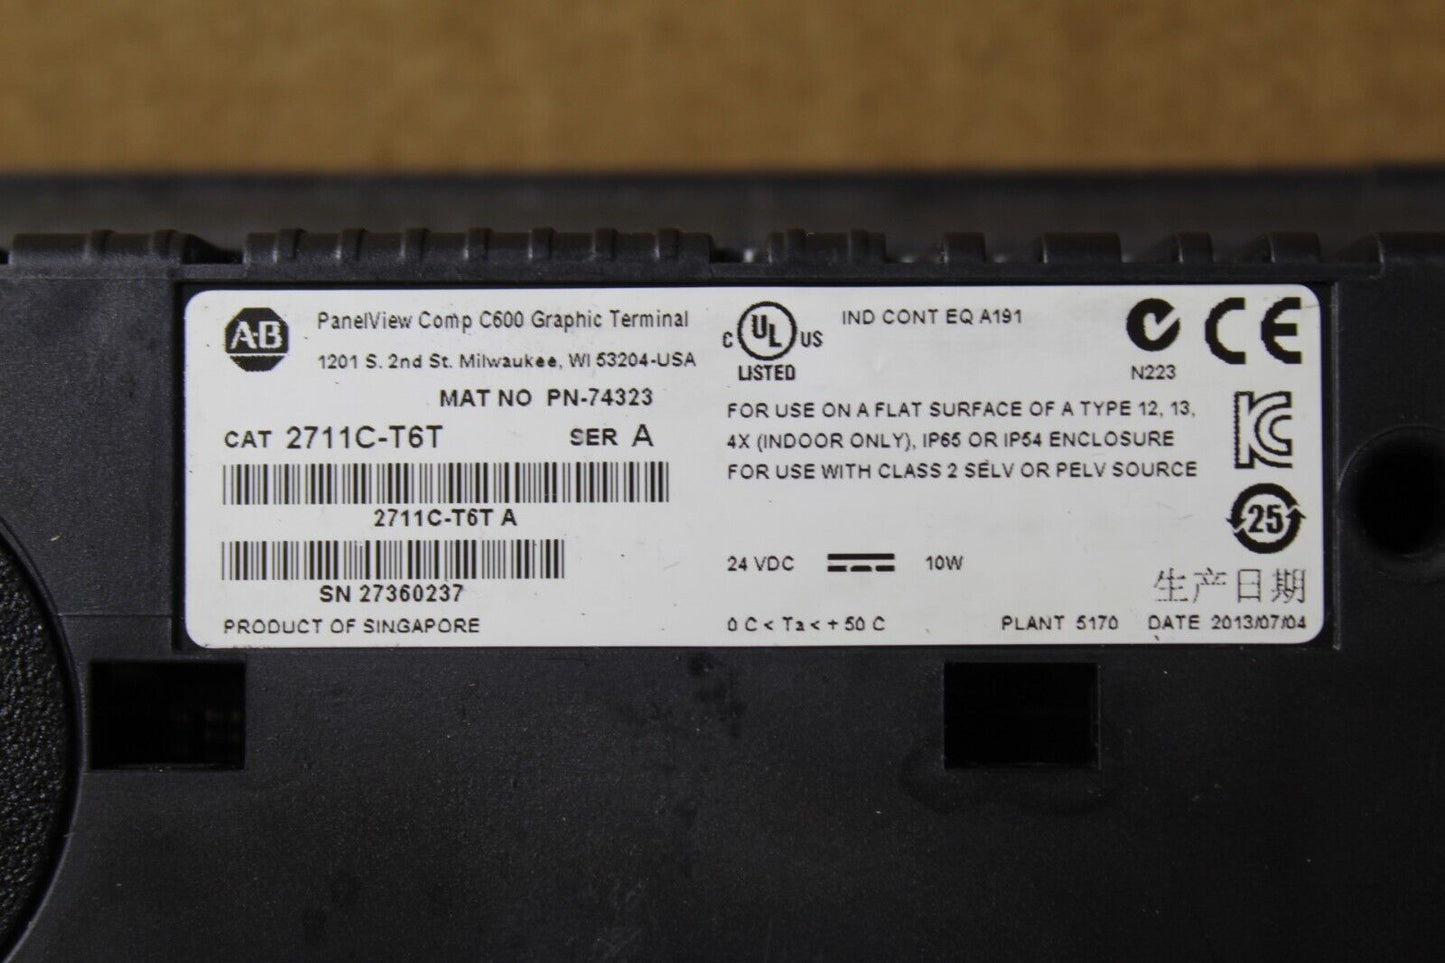 A-B
PanelView Comp C600 Graphic Terminal
1201 S. 2nd St. Milwaukee, WI 53204-USA
MAT NO PN-74323
CAT 2711C-T6T SER A
2711C-T6T A
SN 27360237
PRODUCT OF SINGAPORE
C UL US
LISTED
IND CONT EQ A191
N223
CE
FOR USE ON A FLAT SURFACE OF A TYPE 12, 13,
4X (INDOOR ONLY), IP65 OR IP54 ENCLOSURE
FOR USE WITH CLASS 2 SELV OR PELV SOURCE
KC
25
24 VDC 10W
生产日期
0 C < Ta < + 50 C PLANT 5170 DATE 2013/07/04